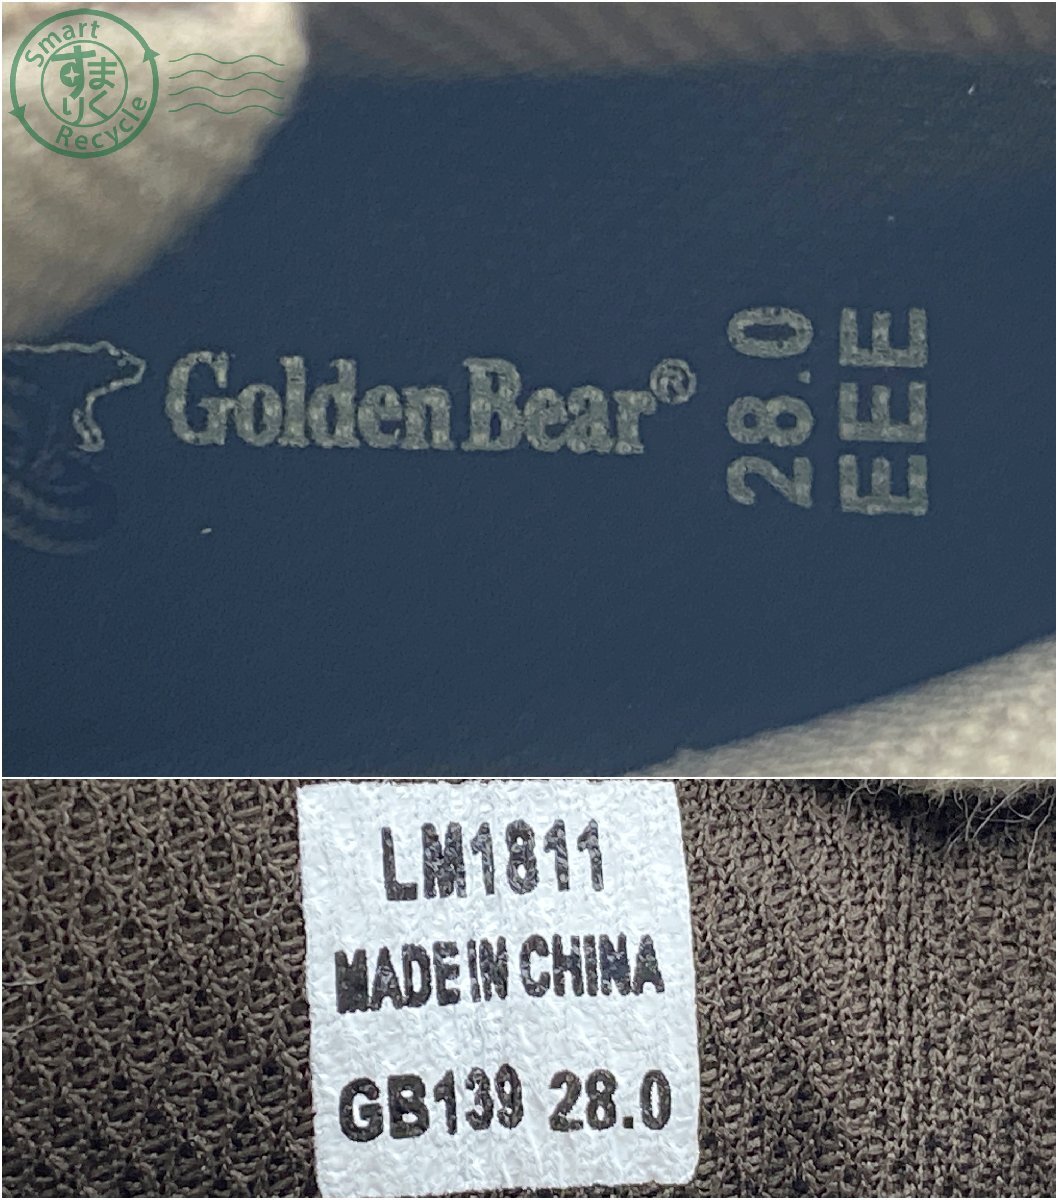 Smart
すまりく
Recycle
Golden Bear®
28.0
EEE
LM1811
MADE IN CHINA
GB139 28.0